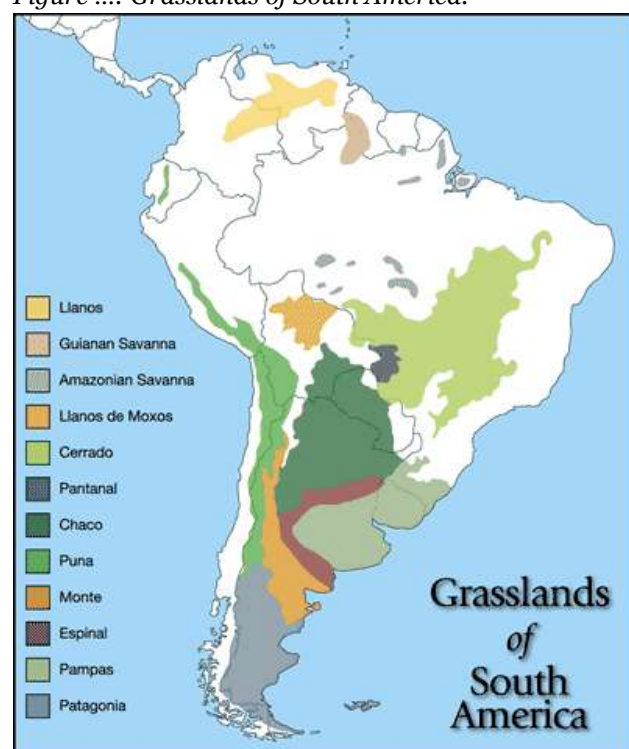 Figure ....: Grasslands of South America.
Llanos
Guianan Savanna
Amazonian Savanna
Llanos de Moxos
Cerrado
Pantanal
Chaco
Puna
Monte
Espinal
Pampas
Patagonia
Grasslands
of
South
America